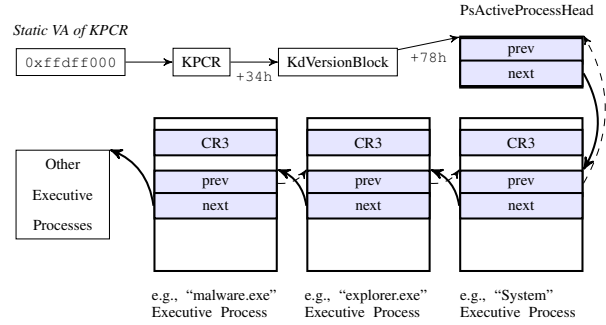 PsActiveProcessHead
Static VA of KPCR
prev
0xffdff000
KPCR
KdVersionBlock
+34h
+78h
next
CR3
CR3
CR3
Other
Executive
Processes
prev
prev
prev
next
next
next
e.g., “malware.exe”
Executive Process
e.g., “explorer.exe”
Executive Process
e.g., “System”
Executive Process